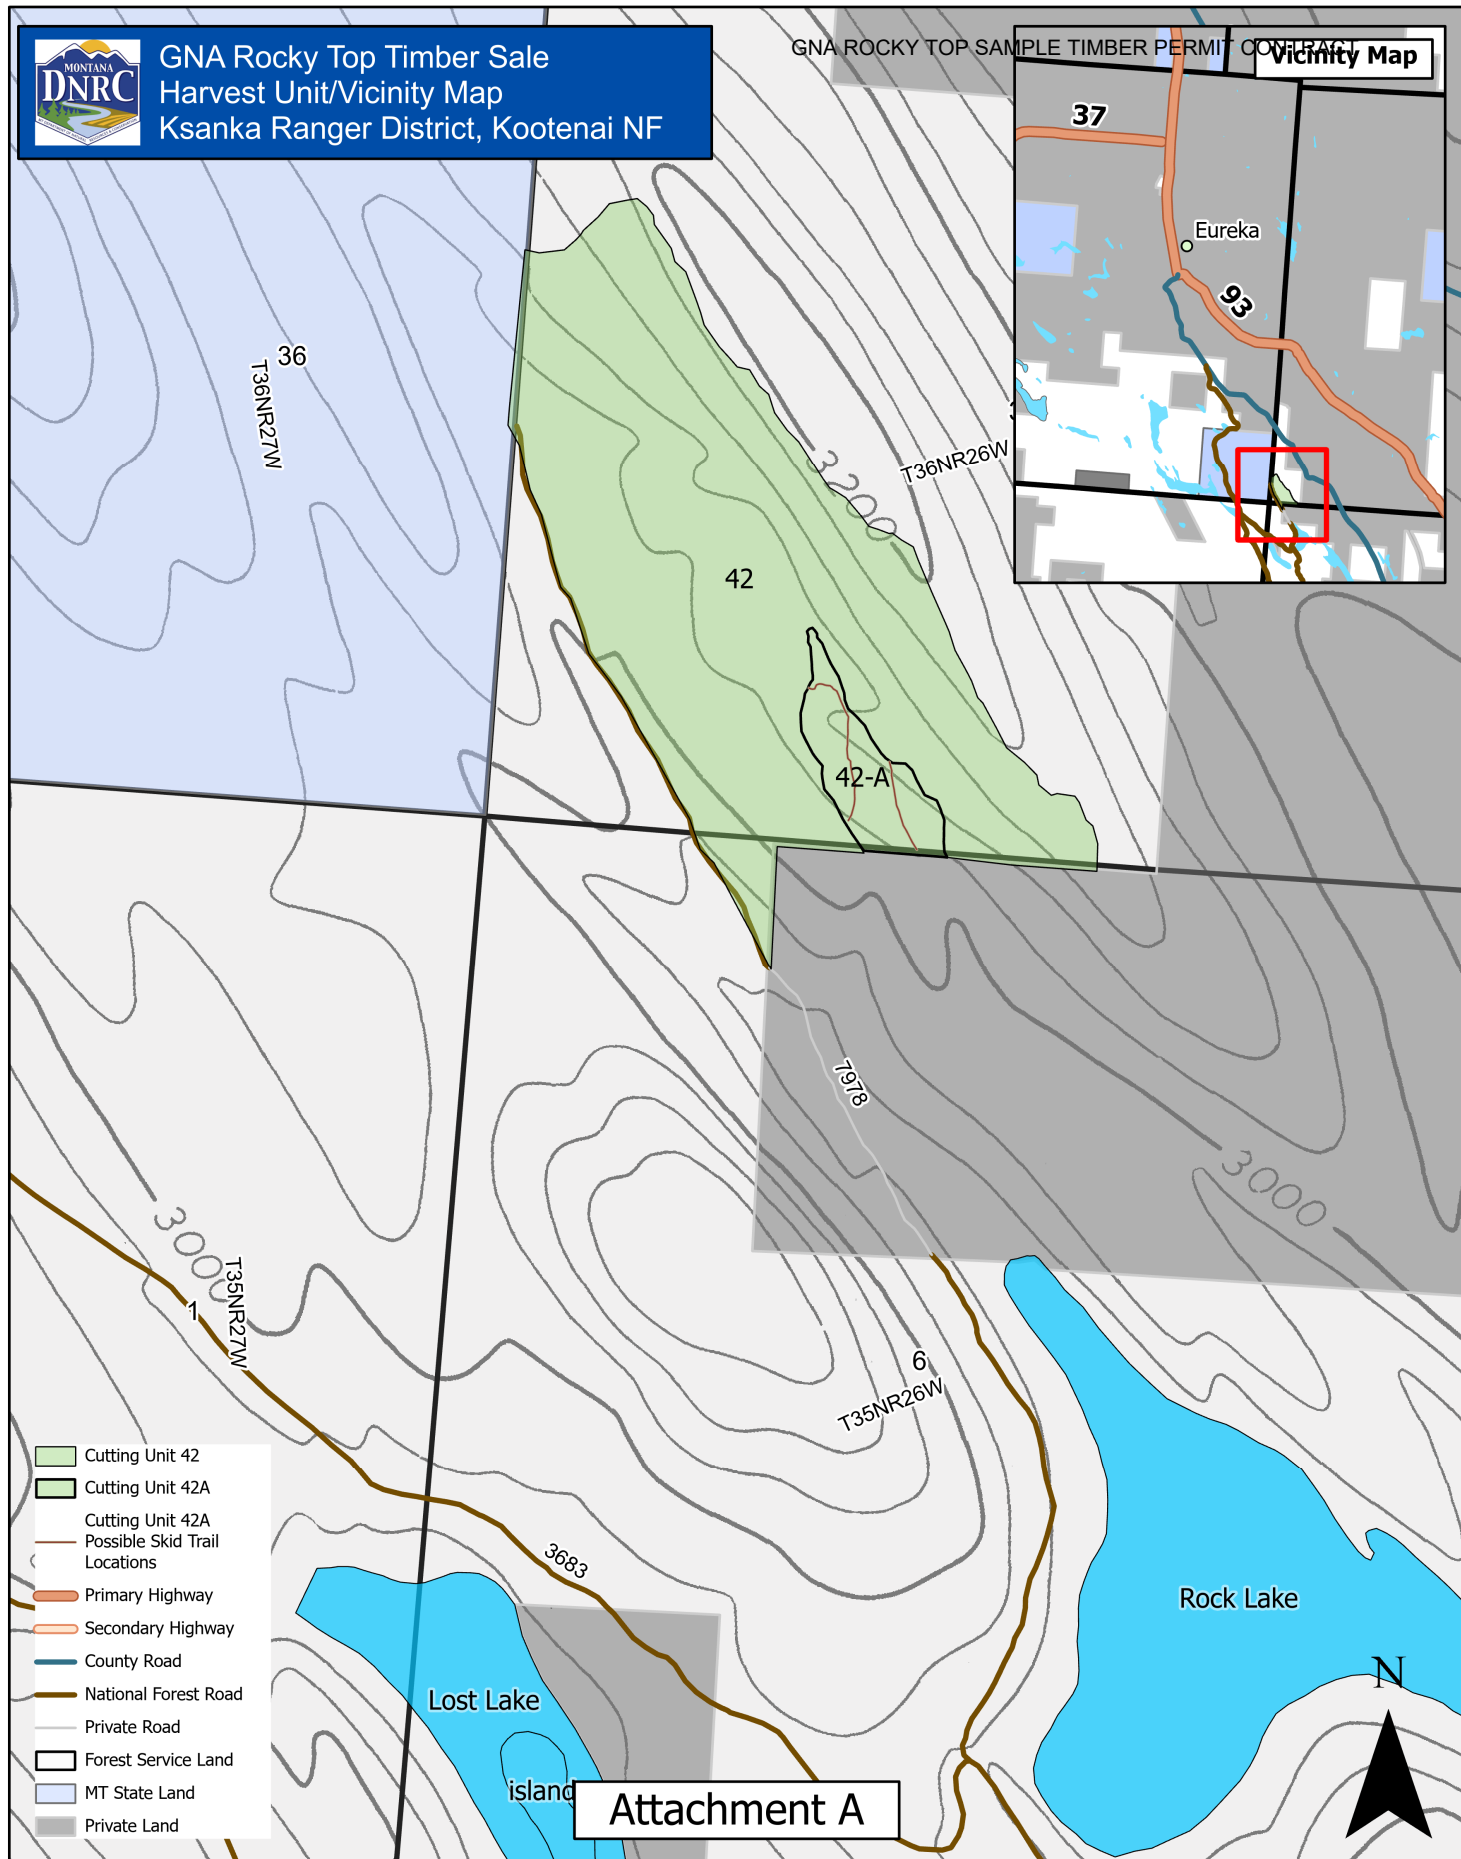 GNA ROCKY TOP SAMPLE TIMBER PERMIT CONTRACT
MONTANA
DNRC
GNA Rocky Top Timber Sale
Harvest Unit/Vicinity Map
Ksanka Ranger District, Kootenai NF
Vicinity Map
37
Eureka
93
36
T36NR27W
3200
T36NR26W
42
42-A
7978
3000
3000
T35NR27W
1
6
T35NR26W
3683
Rock Lake
Lost Lake
island
Cutting Unit 42
Cutting Unit 42A
Cutting Unit 42A
Possible Skid Trail
Locations
Primary Highway
Secondary Highway
County Road
National Forest Road
Private Road
Forest Service Land
MT State Land
Private Land
N
Attachment A